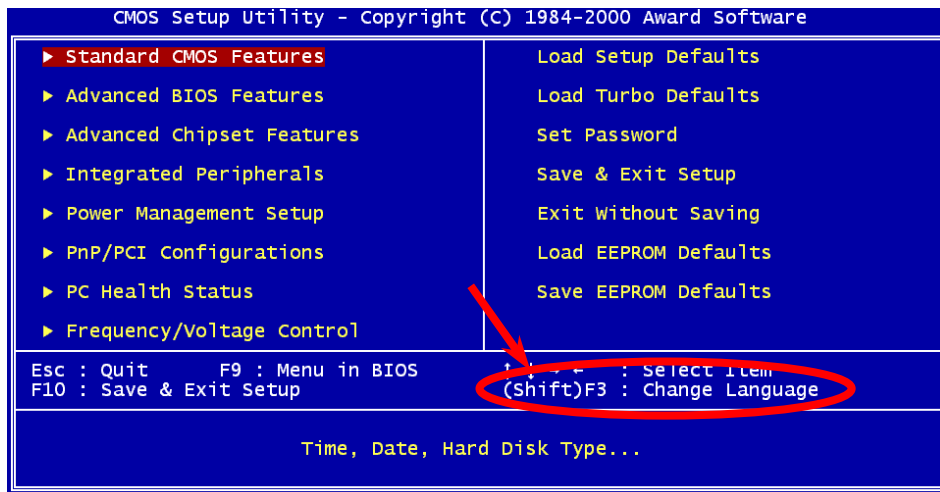 CMOS Setup Utility – Copyright (C) 1984–2000 Award Software
▶ Standard CMOS Features
▶ Advanced BIOS Features
▶ Advanced Chipset Features
▶ Integrated Peripherals
▶ Power Management Setup
▶ PnP/PCI Configurations
▶ PC Health Status
▶ Frequency/Voltage Control
Load Setup Defaults
Load Turbo Defaults
Set Password
Save & Exit Setup
Exit Without Saving
Load EEPROM Defaults
Save EEPROM Defaults
Esc : Quit F9 : Menu in BIOS ↑ ↓ → ← : Select Item
F10 : Save & Exit Setup (Shift)F3 : Change Language
Time, Date, Hard Disk Type...